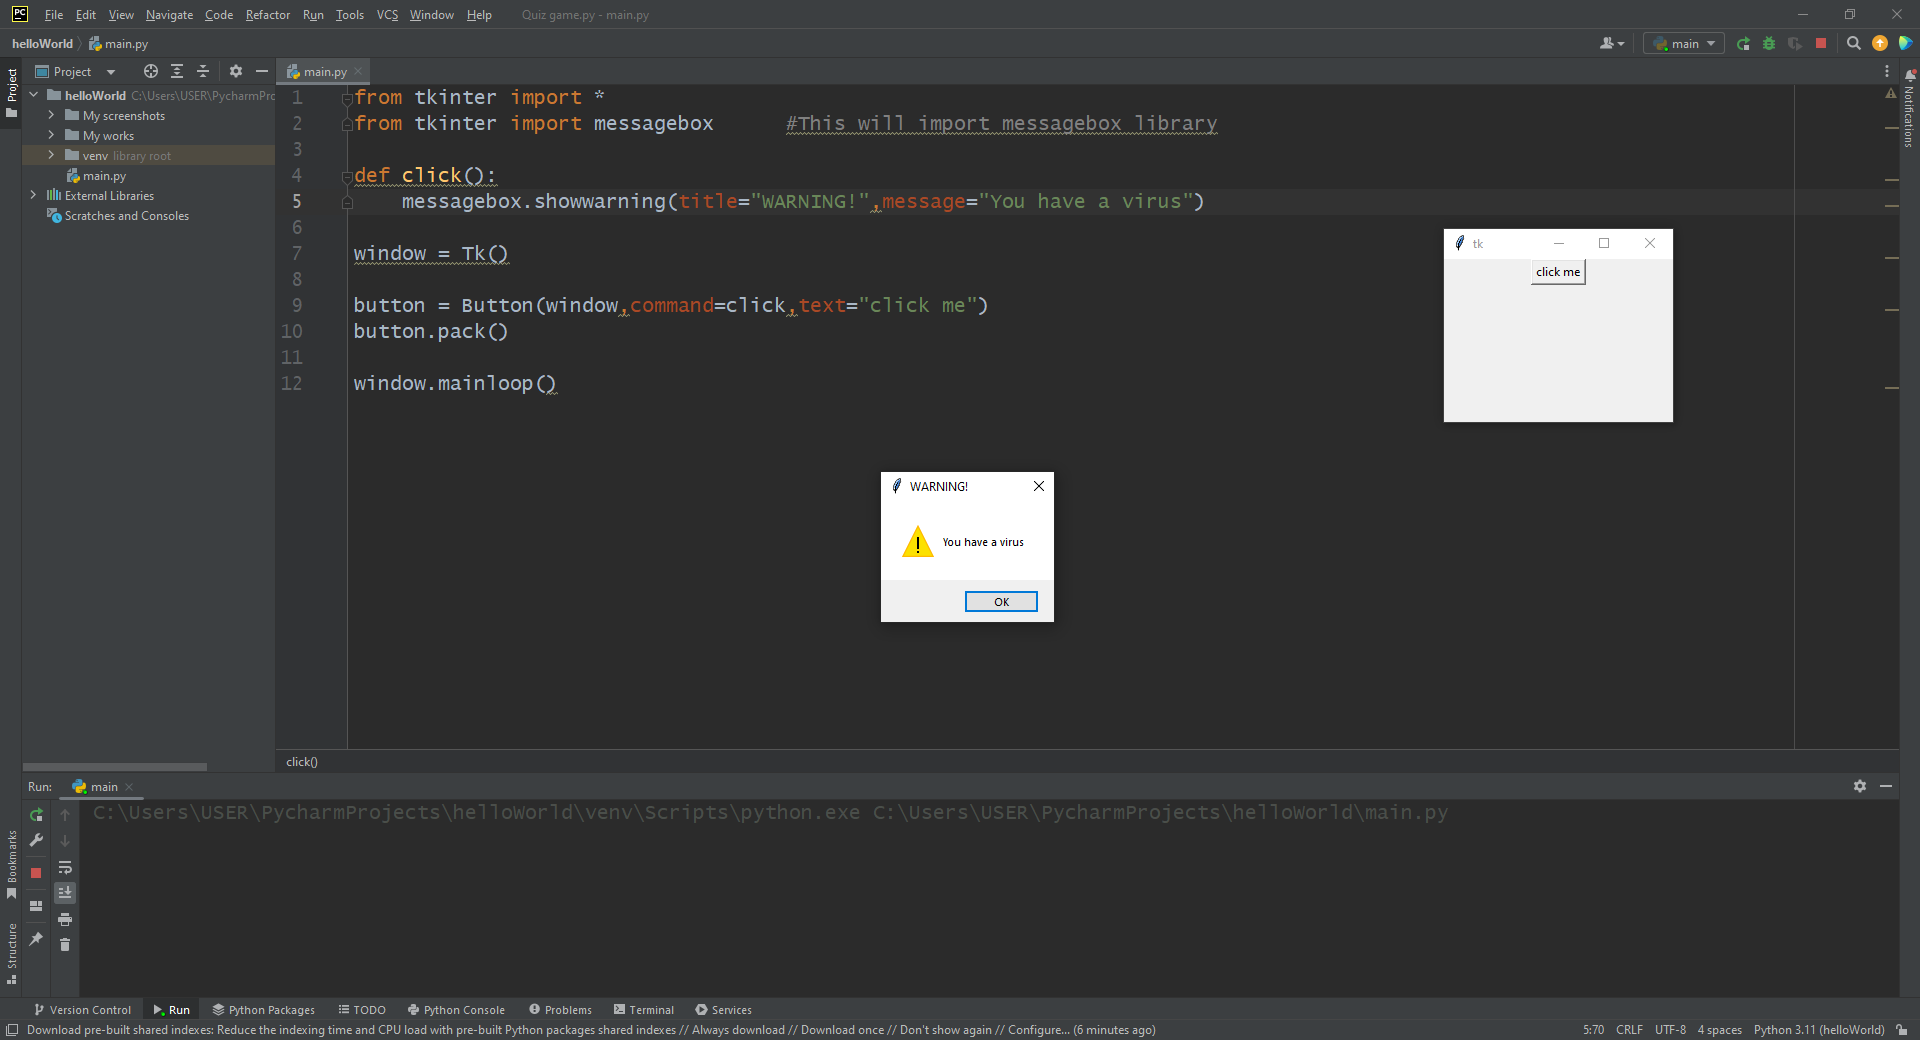 PC File Edit View Navigate Code Refactor Run Tools VCS Window Help Quiz game.py - main.py
helloWorld main.py
main
Project
Project
main.py
Notifications
helloWorld C:\Users\USER\PycharmPro
My screenshots
My works
venv library root
main.py
External Libraries
Scratches and Consoles
1 from tkinter import *
2 from tkinter import messagebox #This will import messagebox library
3
4 def click():
5 messagebox.showwarning(title="WARNING!",message="You have a virus")
6
7 window = Tk()
8
9 button = Button(window,command=click,text="click me")
10 button.pack()
11
12 window.mainloop()
tk
click me
WARNING!
You have a virus
OK
click()
Run: main
C:\Users\USER\PycharmProjects\helloWorld\venv\Scripts\python.exe C:\Users\USER\PycharmProjects\helloWorld\main.py
Bookmarks
Structure
Version Control Run Python Packages TODO Python Console Problems Terminal Services
Download pre-built shared indexes: Reduce the indexing time and CPU load with pre-built Python packages shared indexes // Always download // Download once // Don't show again // Configure... (6 minutes ago)
5:70 CRLF UTF-8 4 spaces Python 3.11 (helloWorld)